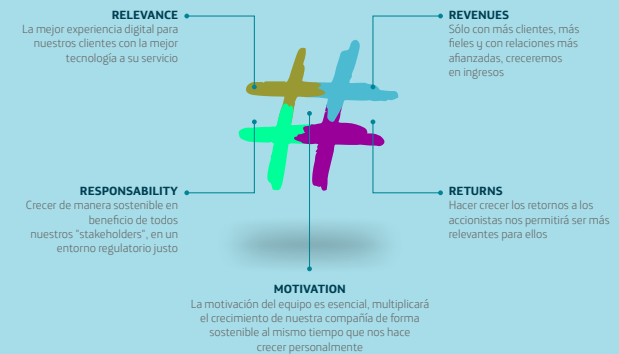 RELEVANCE
La mejor experiencia digital para
nuestros clientes con la mejor
tecnología a su servicio
REVENUES
Sólo con más clientes, más
fieles y con relaciones más
afianzadas, creceremos
en ingresos
RESPONSABILITY
Crecer de manera sostenible en
beneficio de todos
nuestros "stakeholders", en un
entorno regulatorio justo
RETURNS
Hacer crecer los retornos a los
accionistas nos permitirá ser más
relevantes para ellos
MOTIVATION
La motivación del equipo es esencial, multiplicará
el crecimiento de nuestra compañía de forma
sostenible al mismo tiempo que nos hace
crecer personalmente